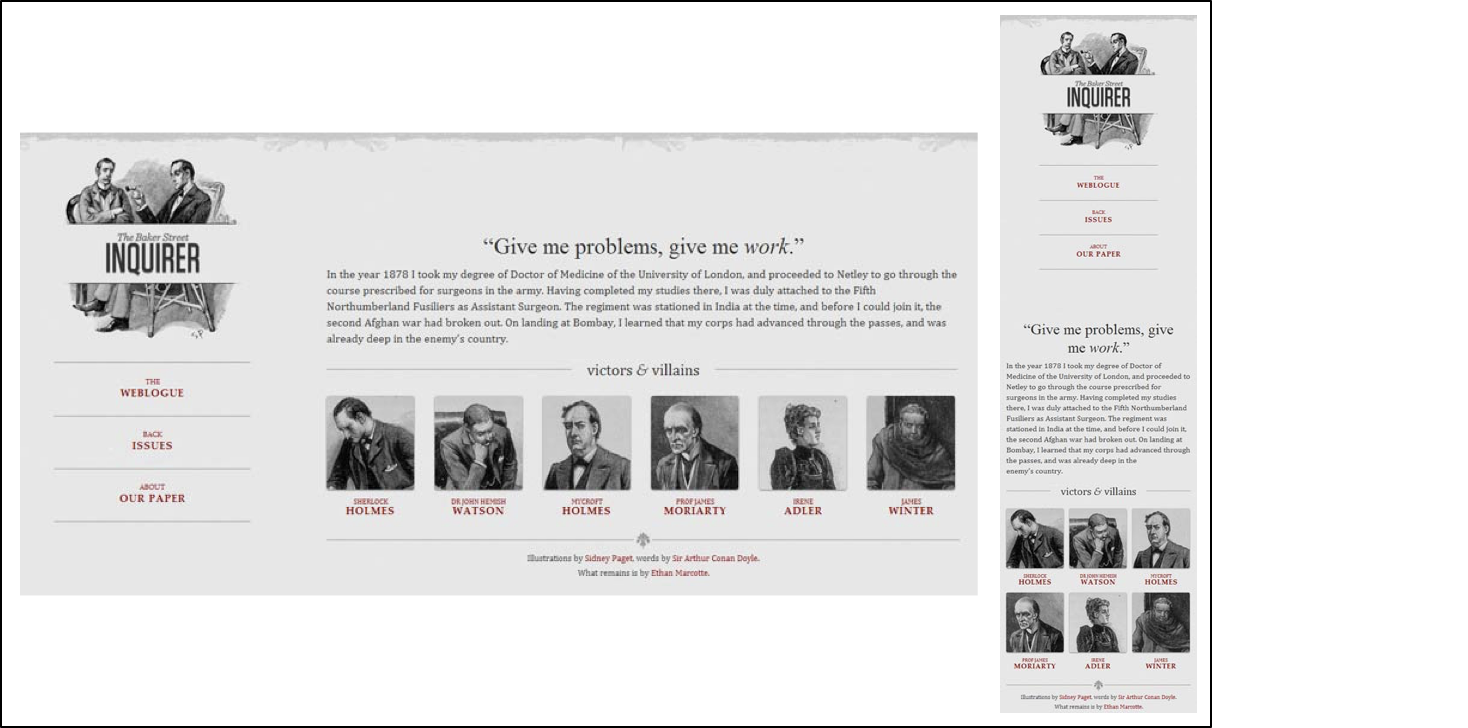 The Baker Street
INQUIRER
THE
WEBLOGUE
BACK
ISSUES
ABOUT
OUR PAPER
“Give me problems, give me work.”
In the year 1878 I took my degree of Doctor of Medicine of the University of London, and proceeded to Netley to go through the
course prescribed for surgeons in the army. Having completed my studies there, I was duly attached to the Fifth
Northumberland Fusiliers as Assistant Surgeon. The regiment was stationed in India at the time, and before I could join it, the
second Afghan war had broken out. On landing at Bombay, I learned that my corps had advanced through the passes, and was
already deep in the enemy’s country.
victors & villains
SHERLOCK
HOLMES
DR JOHN HEMISH
WATSON
MYCROFT
HOLMES
PROF JAMES
MORIARTY
IRENE
ADLER
JAMES
WINTER
Illustrations by Sidney Paget, words by Sir Arthur Conan Doyle.
What remains is by Ethan Marcotte.
The Baker Street
INQUIRER
THE
WEBLOGUE
BACK
ISSUES
ABOUT
OUR PAPER
“Give me problems, give
me work.”
In the year 1878 I took my degree of Doctor of
Medicine of the University of London, and proceeded to
Netley to go through the course prescribed for
surgeons in the army. Having completed my studies
there, I was duly attached to the Fifth Northumberland
Fusiliers as Assistant Surgeon. The regiment was
stationed in India at the time, and before I could join it,
the second Afghan war had broken out. On landing at
Bombay, I learned that my corps had advanced through
the passes, and was already deep in the
enemy’s country.
victors & villains
SHERLOCK
HOLMES
DR JOHN HEMISH
WATSON
MYCROFT
HOLMES
PROF JAMES
MORIARTY
IRENE
ADLER
JAMES
WINTER
Illustrations by Sidney Paget, words by Sir Arthur Conan Doyle.
What remains is by Ethan Marcotte.